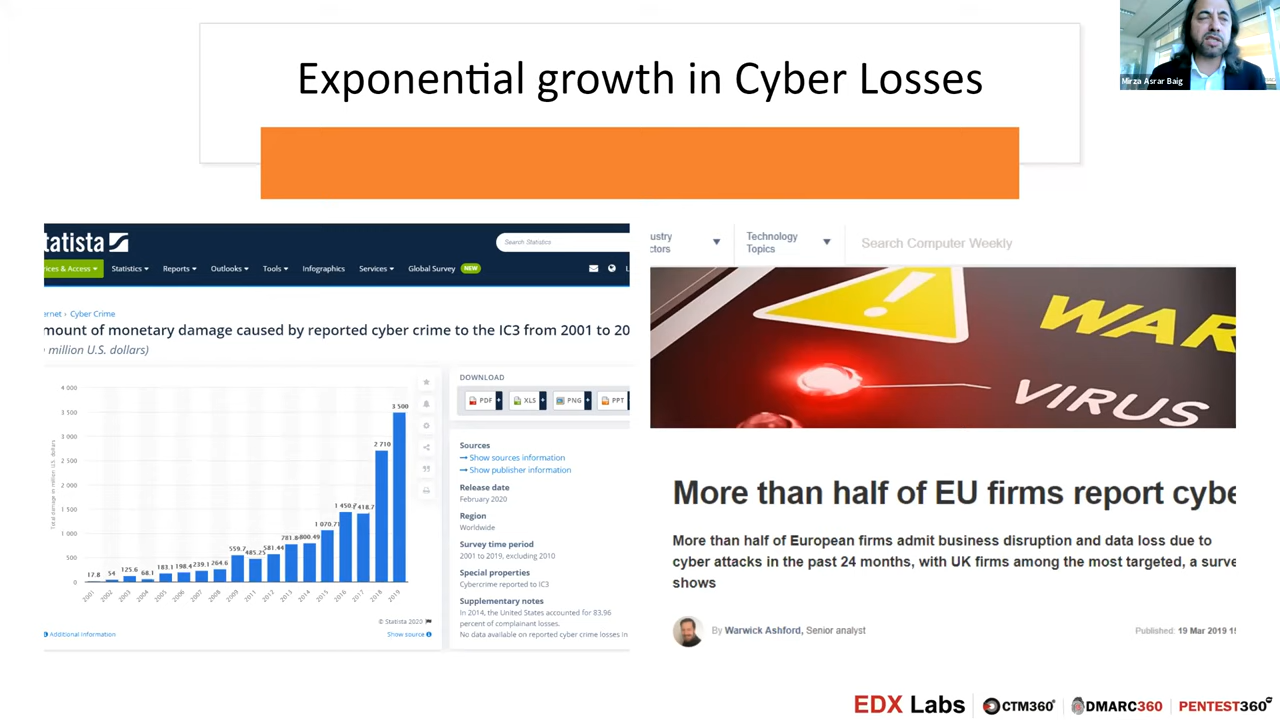 Exponential growth in Cyber Losses
Mirza Asrar Baig
tatista
Search Statistics
ices & Access
Statistics
Reports
Outlooks
Tools
Infographics
Services
Global Survey NEW
ernet › Cyber Crime
mount of monetary damage caused by reported cyber crime to the IC3 from 2001 to 20
million U.S. dollars)
Total damage in million U.S. dollars
4 000
3 500
3 000
2 500
2 000
1 500
1 000
500
0
17.8
54
125.6
68.1
183.1
198.4
239.1
264.6
559.7
485.25
581.44
781.8
800.49
1 070.7
1 450.7
1 418.7
2 710
3 500
2001
2002
2003
2004
2005
2006
2007
2008
2009
2011
2012
2013
2014
2015
2016
2017
2018
2019
© Statista 2020
Additional Information
Show source
DOWNLOAD
PDF +
XLS +
PNG +
PPT
Sources
→ Show sources information
→ Show publisher information
Release date
February 2020
Region
Worldwide
Survey time period
2001 to 2019, excluding 2010
Special properties
Cybercrime reported to IC3
Supplementary notes
In 2014, the United States accounted for 83.96
percent of complainant losses.
No data available on reported cyber crime losses in
ustry
ctors
Technology
Topics
Search Computer Weekly
WAR
VIRUS
More than half of EU firms report cybe
More than half of European firms admit business disruption and data loss due to
cyber attacks in the past 24 months, with UK firms among the most targeted, a surve
shows
By Warwick Ashford, Senior analyst
Published: 19 Mar 2019
EDX Labs
CTM360
DMARC360
PENTEST360